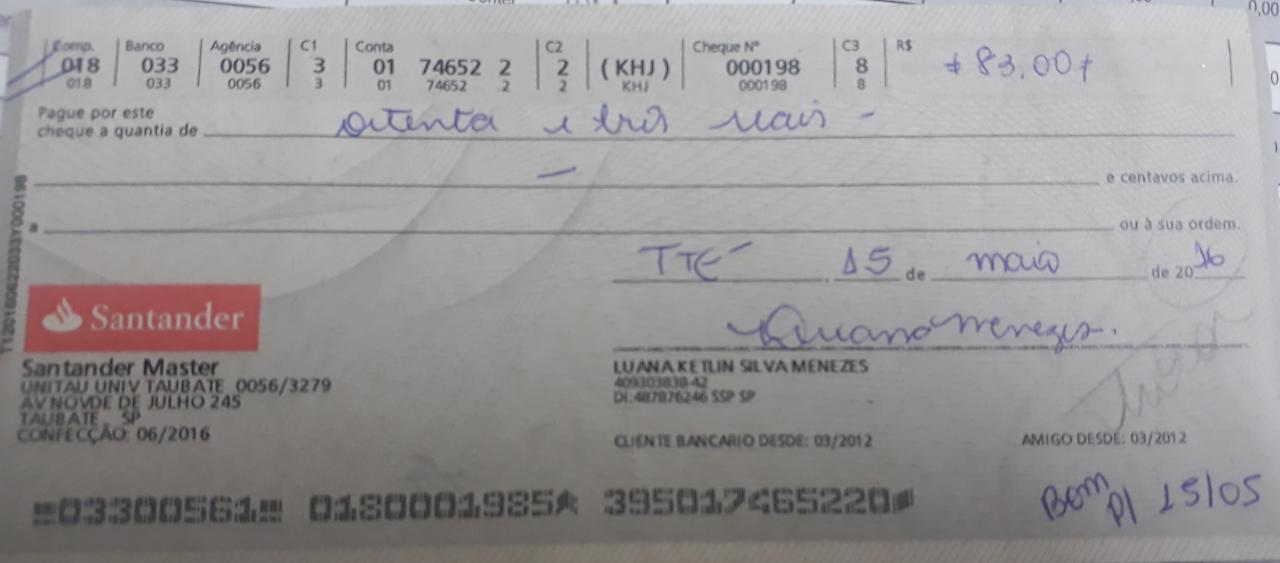 Comp. Banco Agência C1 Conta C2 Cheque Nº C3 R$
018 033 0056 3 01 74652 2 2 (KHJ) 000198 8 # 83,00 #
018 033 0056 3 01 74652 2 2 KHJ 000198 8
Pague por este
cheque a quantia de oitenta e três reais -
e centavos acima.
a ou à sua ordem.
TTÉ 15 de maio de 2016
Luana Menezes.
Santander
Santander Master
UNITAU UNIV TAUBATE 0056/3279
AV NOVDE DE JULHO 245
TAUBATE SP
CONFECÇÃO: 06/2016
LUANA KETLIN SILVA MENEZES
409303838-42
DI: 487876246 SSP SP
CLIENTE BANCARIO DESDE: 03/2012 AMIGO DESDE: 03/2012
Bom p/ 15/05
03300561 0180001985 395017465220
0,00